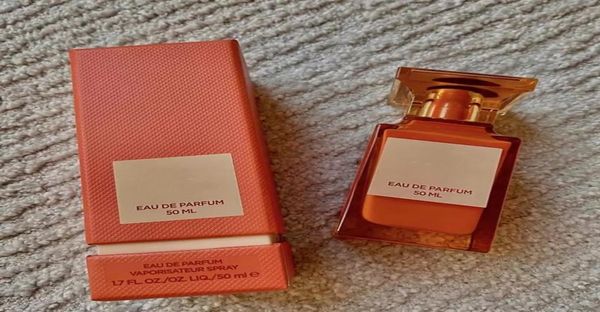 EAU DE PARFUM
50 ML
EAU DE PARFUM
VAPORISATEUR SPRAY
1.7 FL. OZ./OZ. LIQ./50 ml ℮
EAU DE PARFUM
50 ML